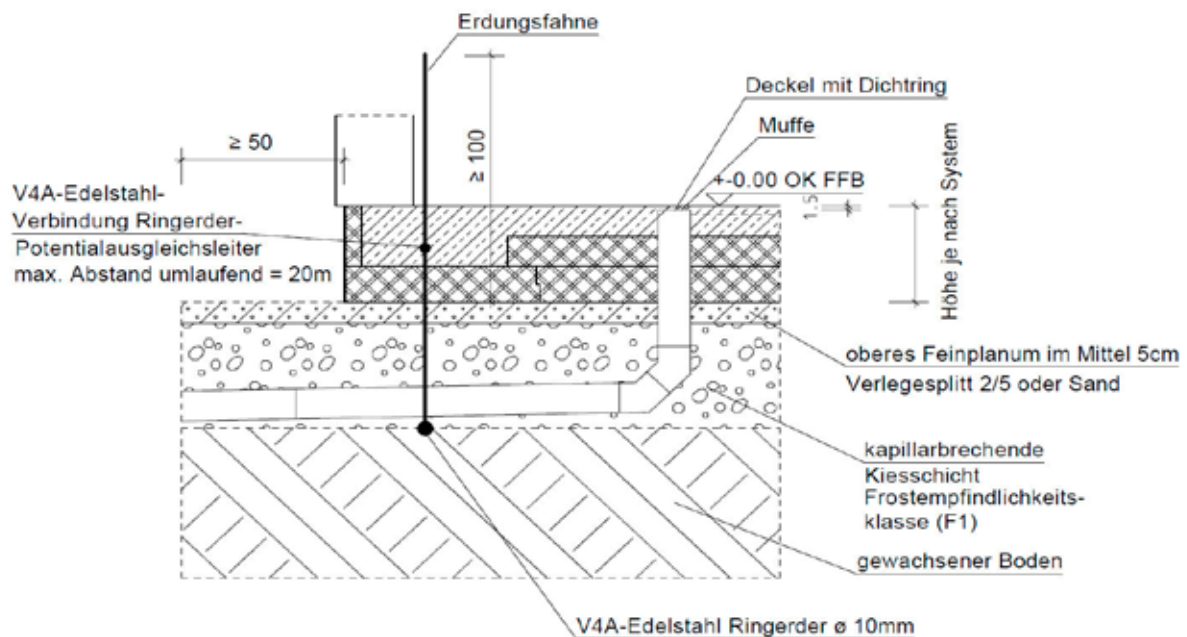 Erdungsfahne
Deckel mit Dichtring
Muffe
≥ 50
≥ 100
+-0.00 OK FFB
1.5
Höhe je nach System
V4A-Edelstahl-
Verbindung Ringerder-
Potentialausgleichsleiter
max. Abstand umlaufend = 20m
oberes Feinplanum im Mittel 5cm
Verlegesplitt 2/5 oder Sand
kapillarbrechende
Kiesschicht
Frostempfindlichkeits-
klasse (F1)
gewachsener Boden
V4A-Edelstahl Ringerder ø 10mm